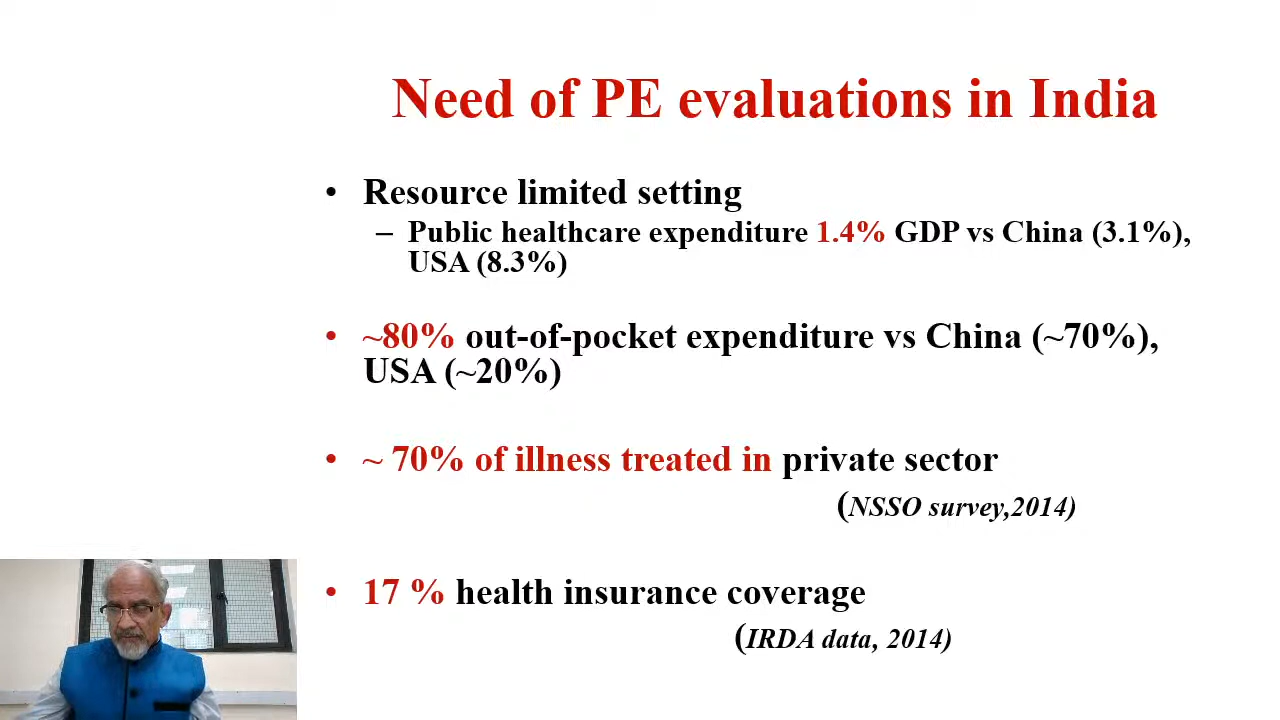 Need of PE evaluations in India
• Resource limited setting
– Public healthcare expenditure 1.4% GDP vs China (3.1%),
USA (8.3%)
• ~80% out-of-pocket expenditure vs China (~70%),
USA (~20%)
• ~ 70% of illness treated in private sector
(NSSO survey,2014)
• 17 % health insurance coverage
(IRDA data, 2014)